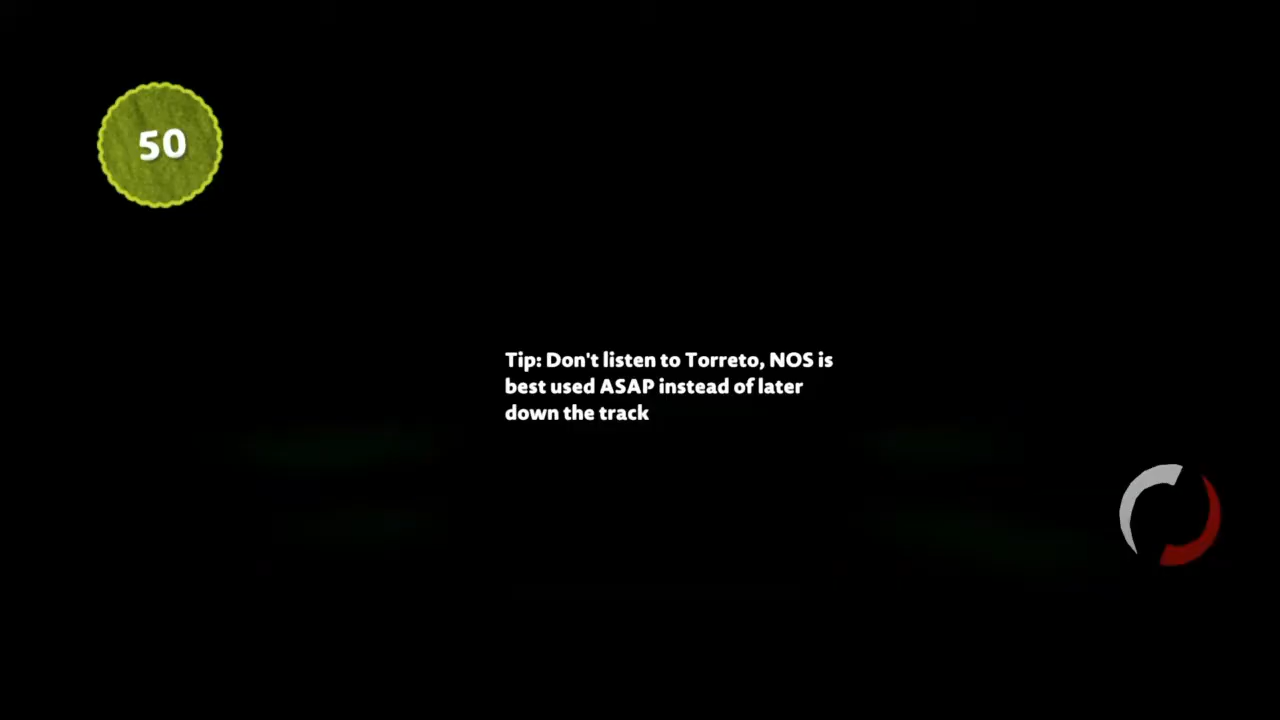 50
Tip: Don't listen to Torreto, NOS is
best used ASAP instead of later
down the track